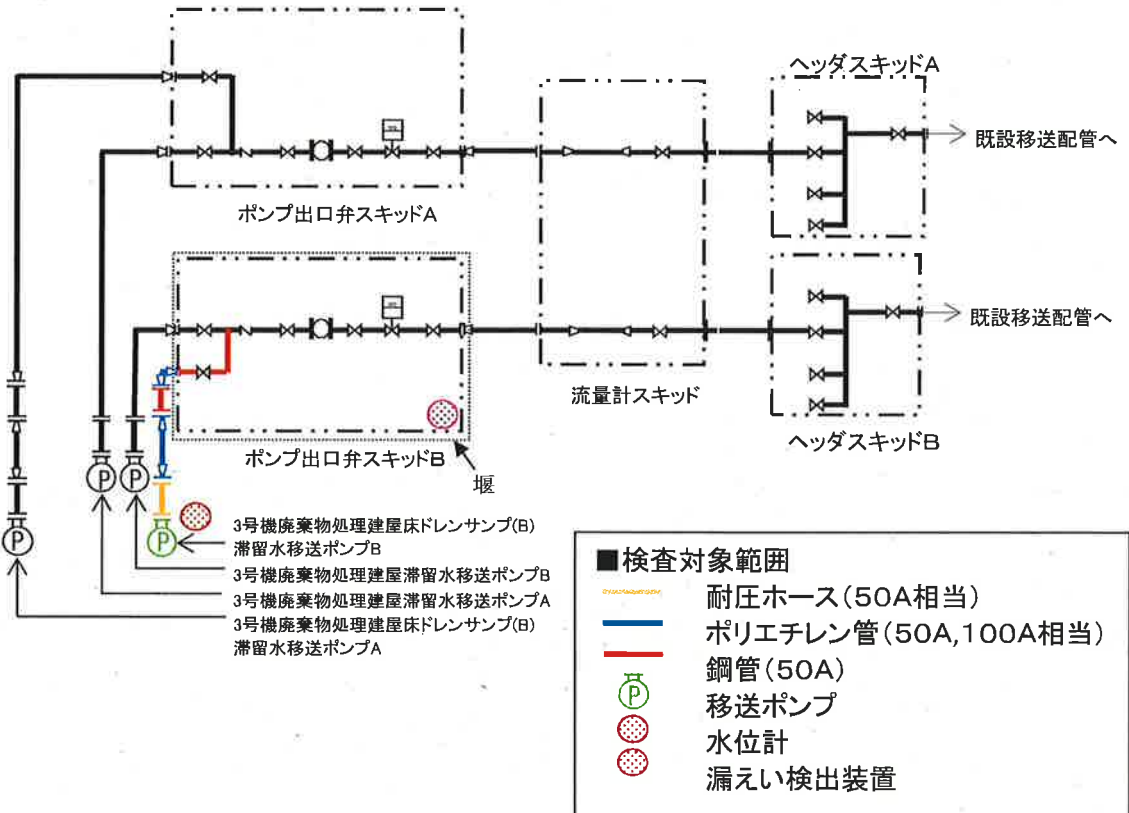 ヘッダスキッドA
既設移送配管へ
ポンプ出口弁スキッドA
既設移送配管へ
流量計スキッド
ヘッダスキッドB
ポンプ出口弁スキッドB
堰
P
P
P
P
3号機廃棄物処理建屋床ドレンサンプ(B)
滞留水移送ポンプB
3号機廃棄物処理建屋滞留水移送ポンプB
3号機廃棄物処理建屋滞留水移送ポンプA
3号機廃棄物処理建屋床ドレンサンプ(B)
滞留水移送ポンプA
■検査対象範囲
耐圧ホース(50A相当)
ポリエチレン管(50A,100A相当)
鋼管(50A)
P 移送ポンプ
水位計
漏えい検出装置